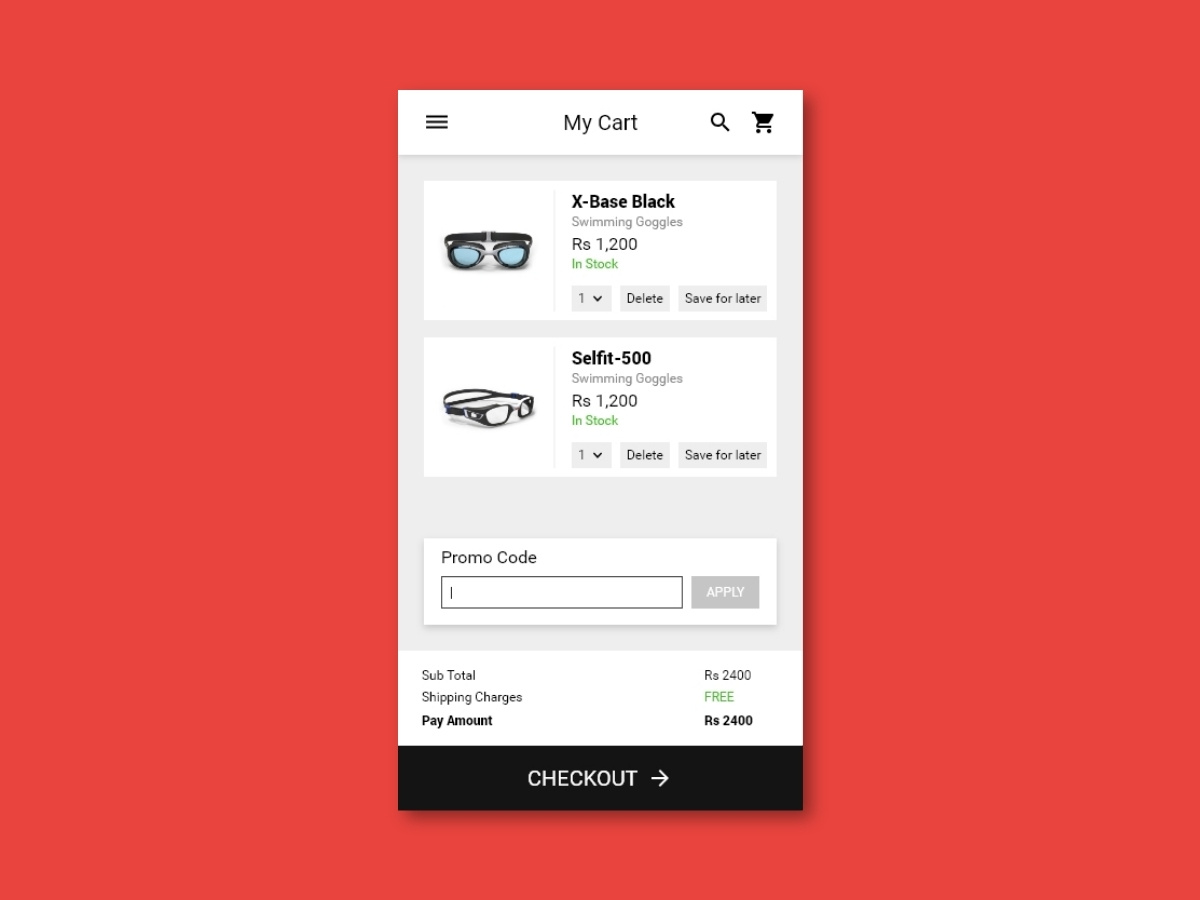 My Cart
X-Base Black
Swimming Goggles
Rs 1,200
In Stock
1 Delete Save for later
Selfit-500
Swimming Goggles
Rs 1,200
In Stock
1 Delete Save for later
Promo Code
APPLY
Sub Total Rs 2400
Shipping Charges FREE
Pay Amount Rs 2400
CHECKOUT →